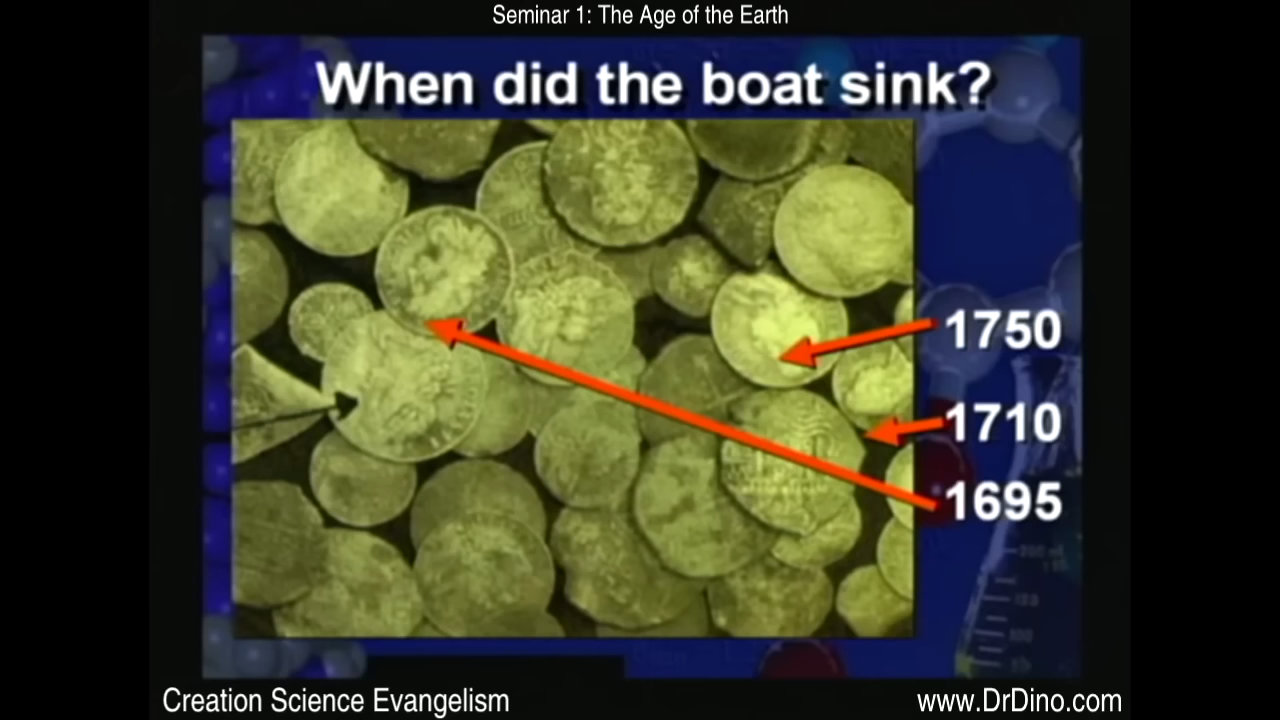 Seminar 1: The Age of the Earth
When did the boat sink?
1750
1710
1695
Creation Science Evangelism
www.DrDino.com